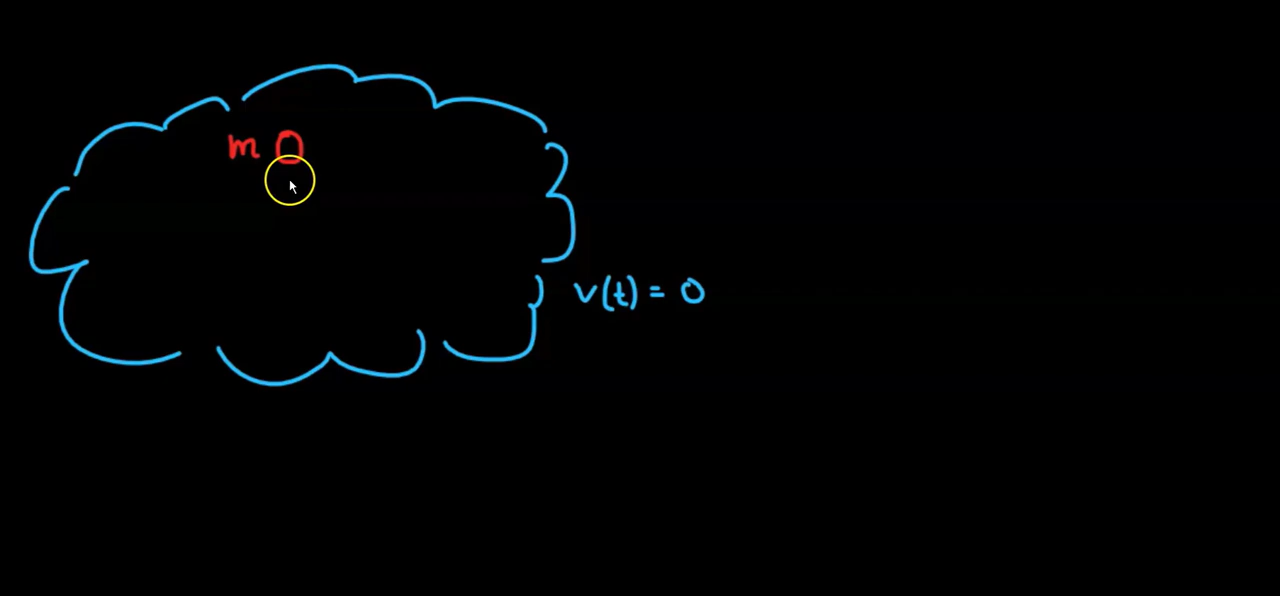 m
v(t) = 0